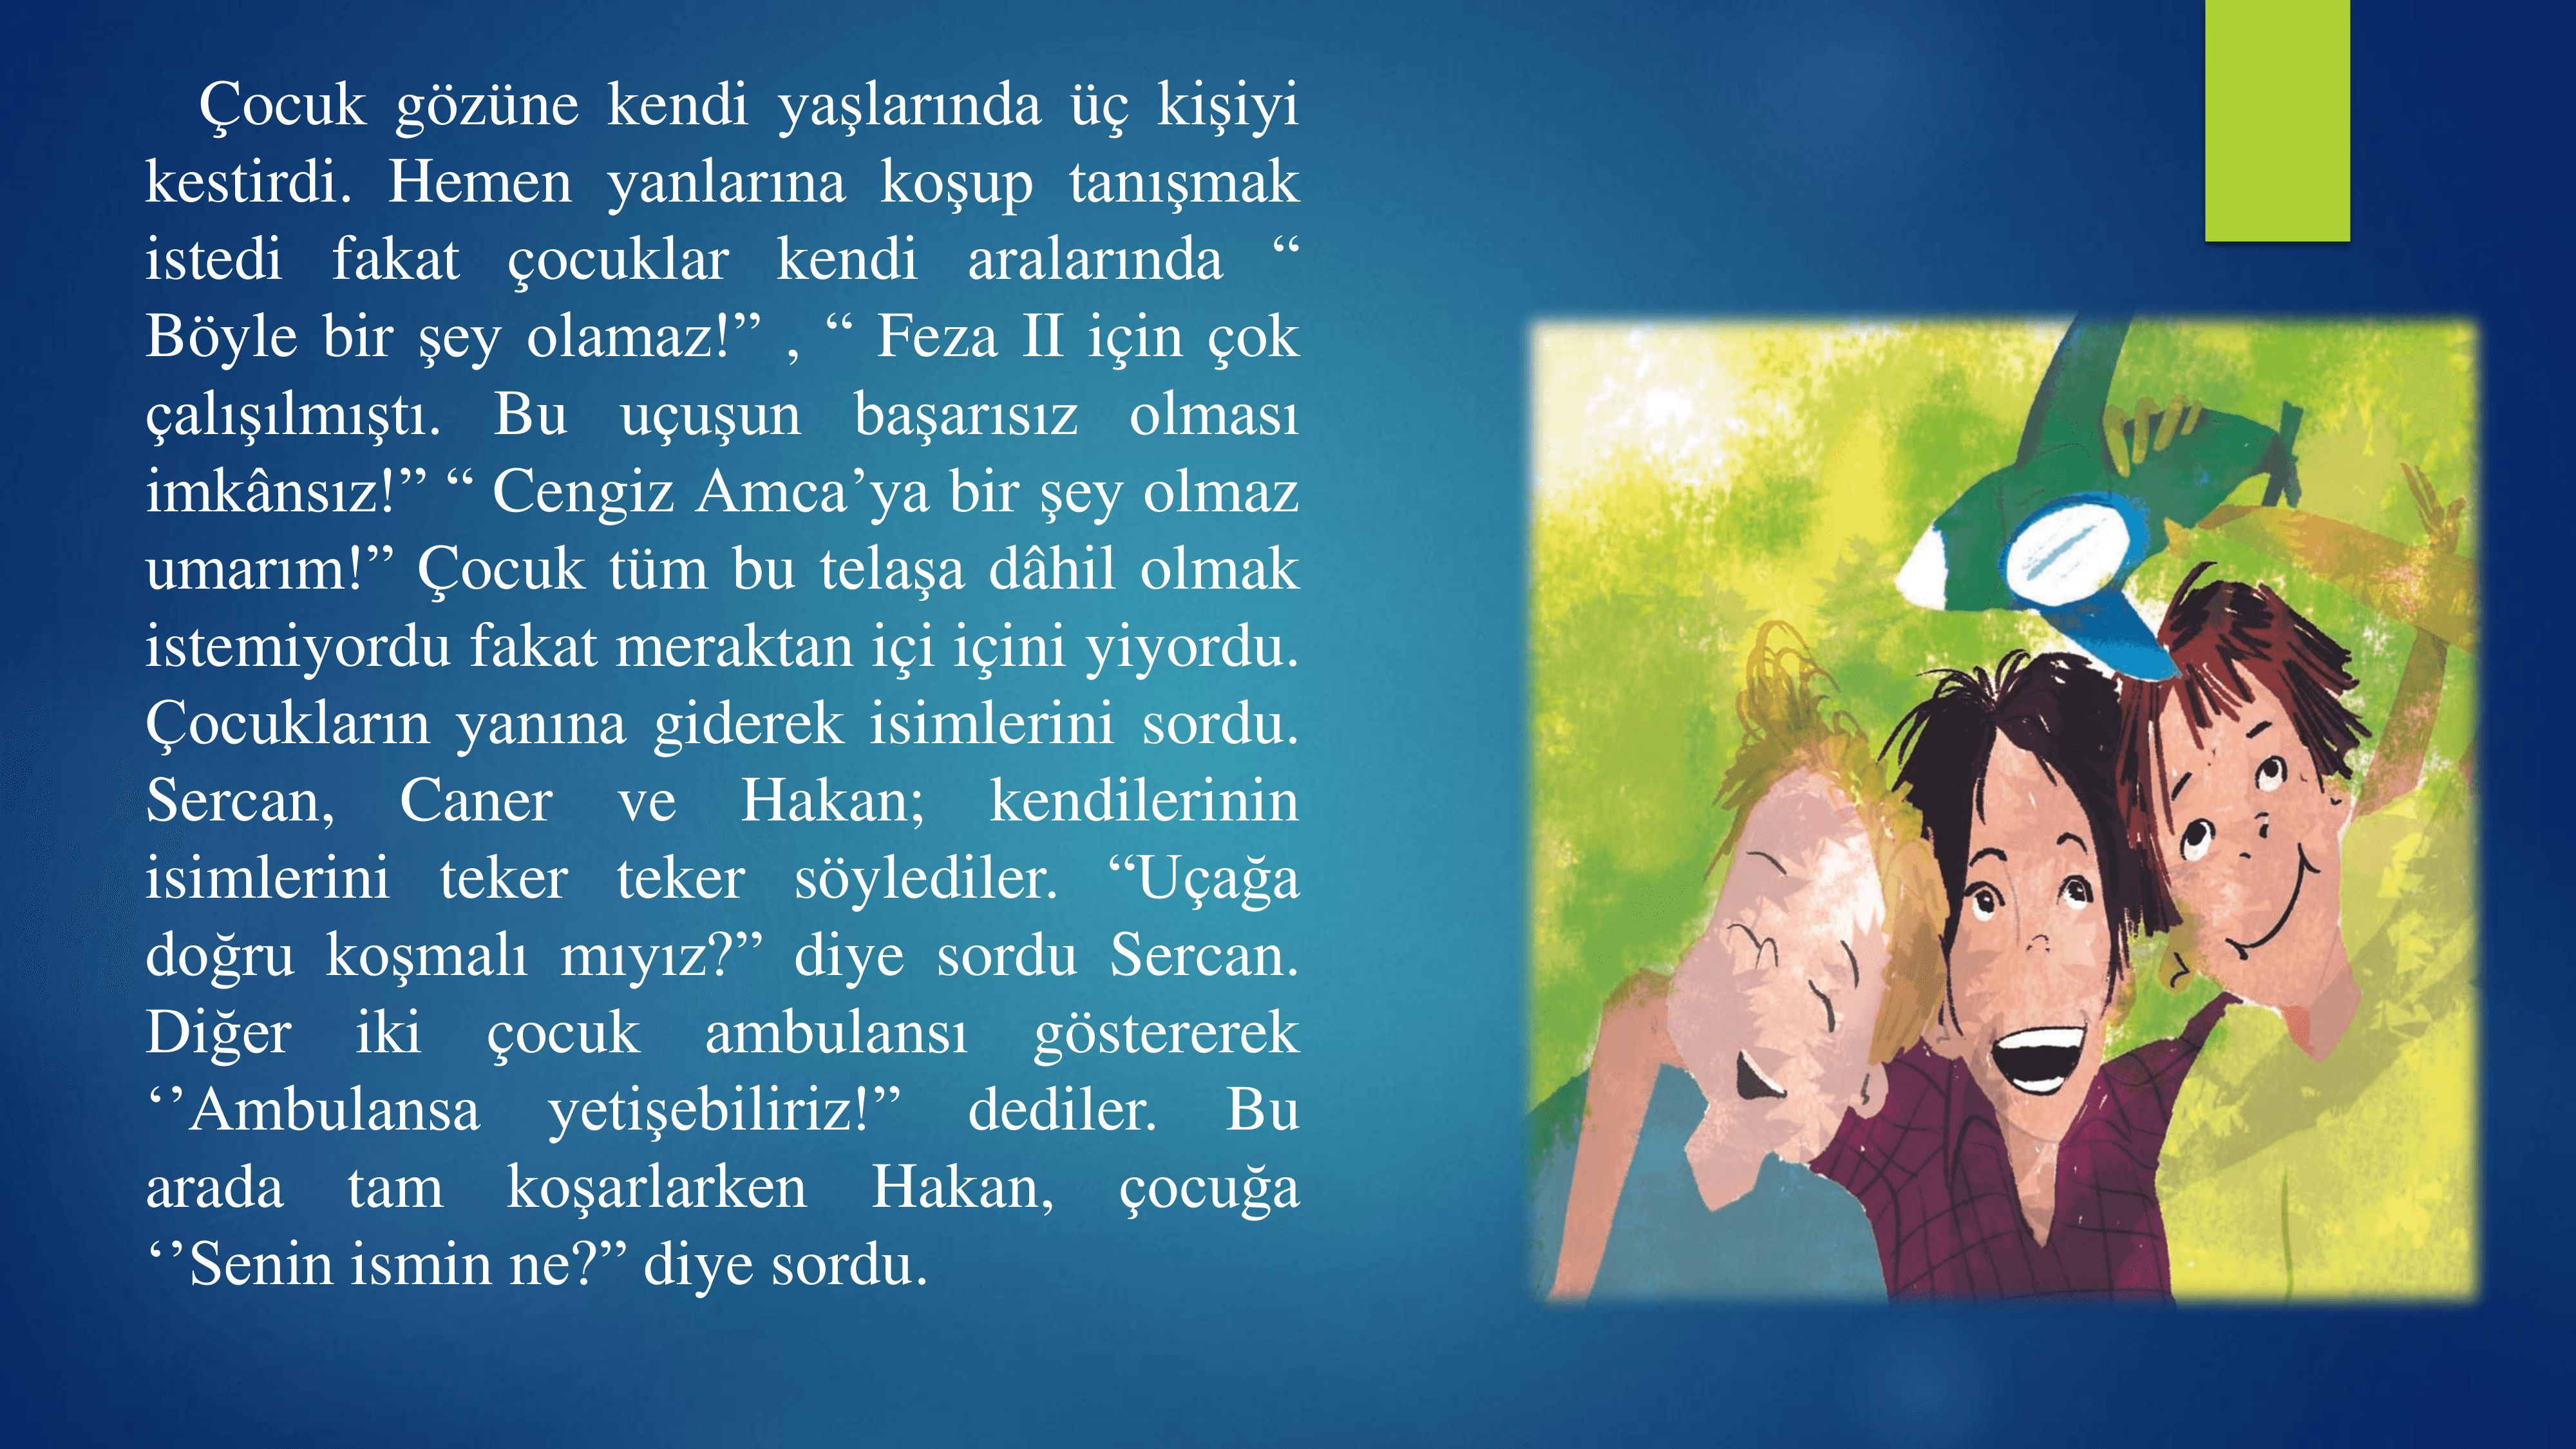 Çocuk gözüne kendi yaşlarında üç kişiyi
kestirdi. Hemen yanlarına koşup tanışmak
istedi fakat çocuklar kendi aralarında “
Böyle bir şey olamaz!” , “ Feza II için çok
çalışılmıştı. Bu uçuşun başarısız olması
imkânsız!” “ Cengiz Amca’ya bir şey olmaz
umarım!” Çocuk tüm bu telaşa dâhil olmak
istemiyordu fakat meraktan içi içini yiyordu.
Çocukların yanına giderek isimlerini sordu.
Sercan, Caner ve Hakan; kendilerinin
isimlerini teker teker söylediler. “Uçağa
doğru koşmalı mıyız?” diye sordu Sercan.
Diğer iki çocuk ambulansı göstererek
‘’Ambulansa yetişebiliriz!” dediler. Bu
arada tam koşarlarken Hakan, çocuğa
‘’Senin ismin ne?” diye sordu.